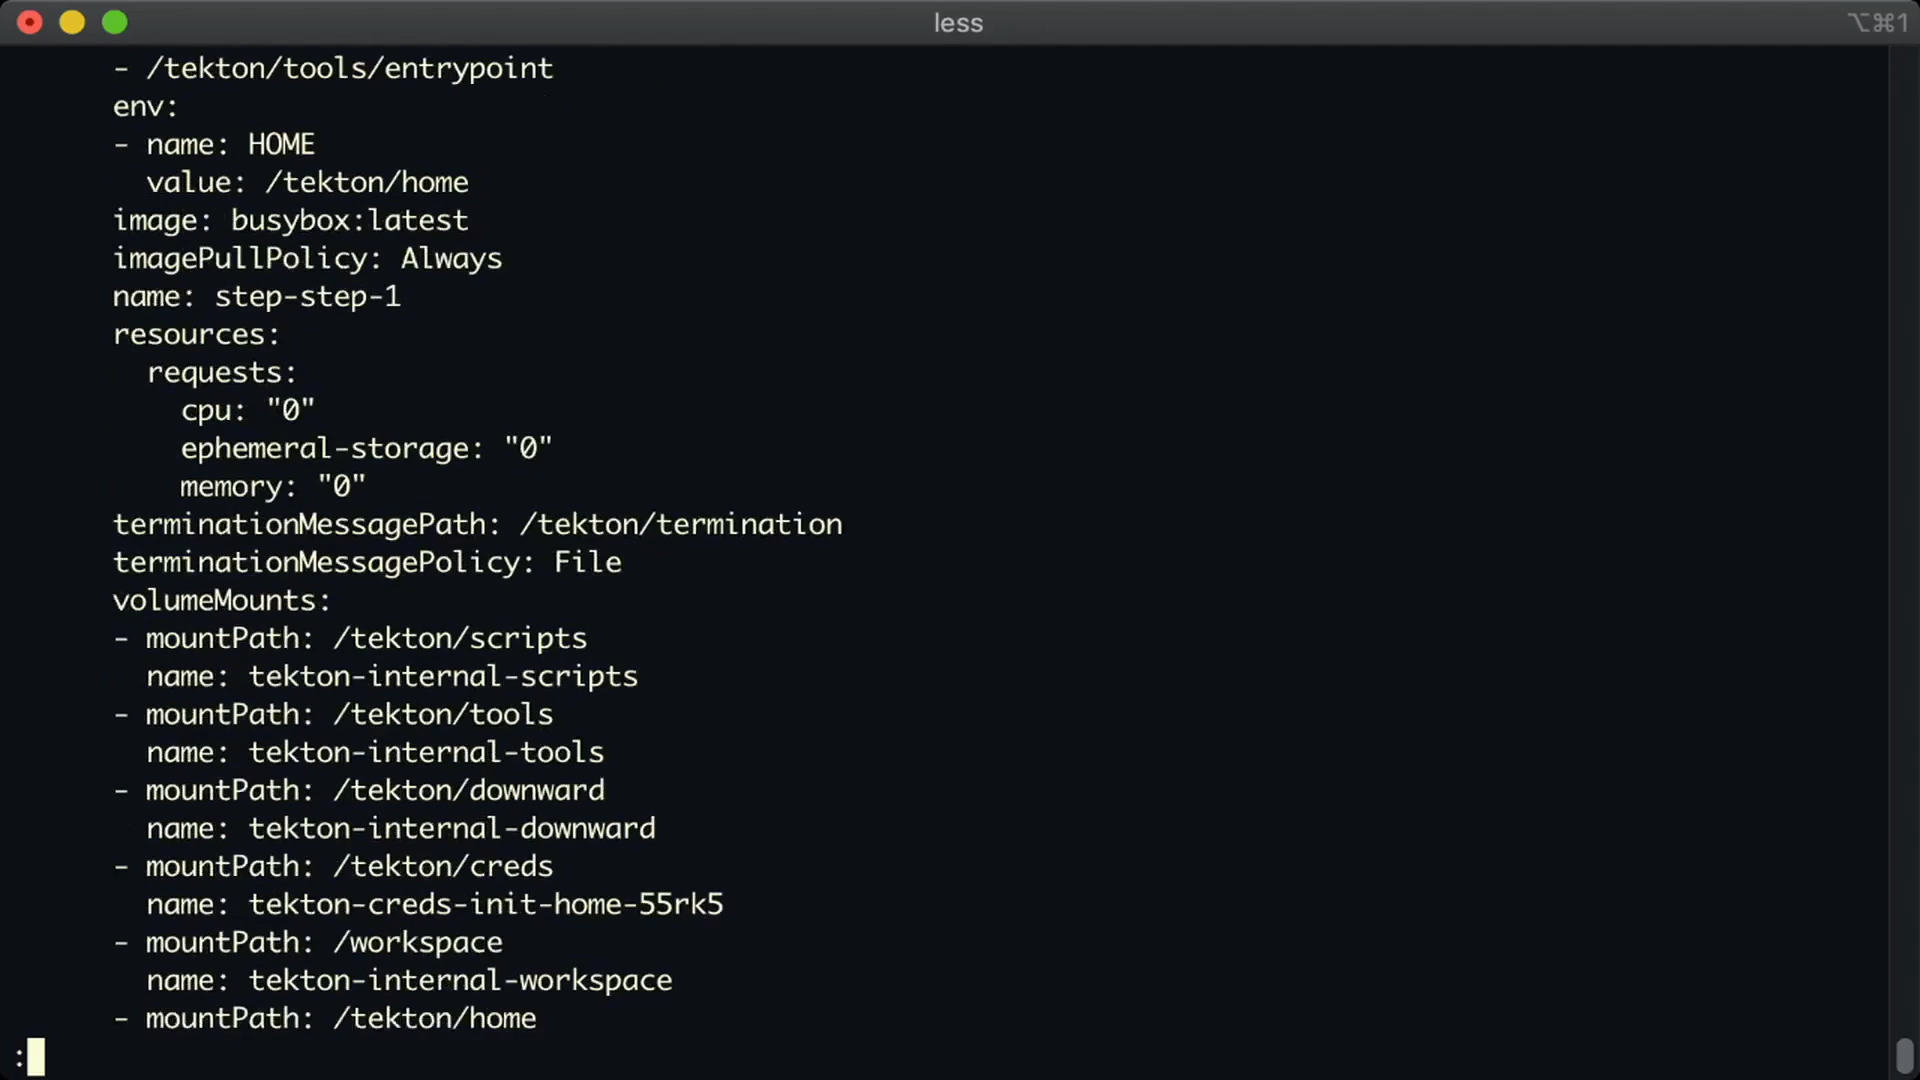 less
⌥⌘1
- /tekton/tools/entrypoint
env:
- name: HOME
value: /tekton/home
image: busybox:latest
imagePullPolicy: Always
name: step-step-1
resources:
requests:
cpu: "0"
ephemeral-storage: "0"
memory: "0"
terminationMessagePath: /tekton/termination
terminationMessagePolicy: File
volumeMounts:
- mountPath: /tekton/scripts
name: tekton-internal-scripts
- mountPath: /tekton/tools
name: tekton-internal-tools
- mountPath: /tekton/downward
name: tekton-internal-downward
- mountPath: /tekton/creds
name: tekton-creds-init-home-55rk5
- mountPath: /workspace
name: tekton-internal-workspace
- mountPath: /tekton/home
: